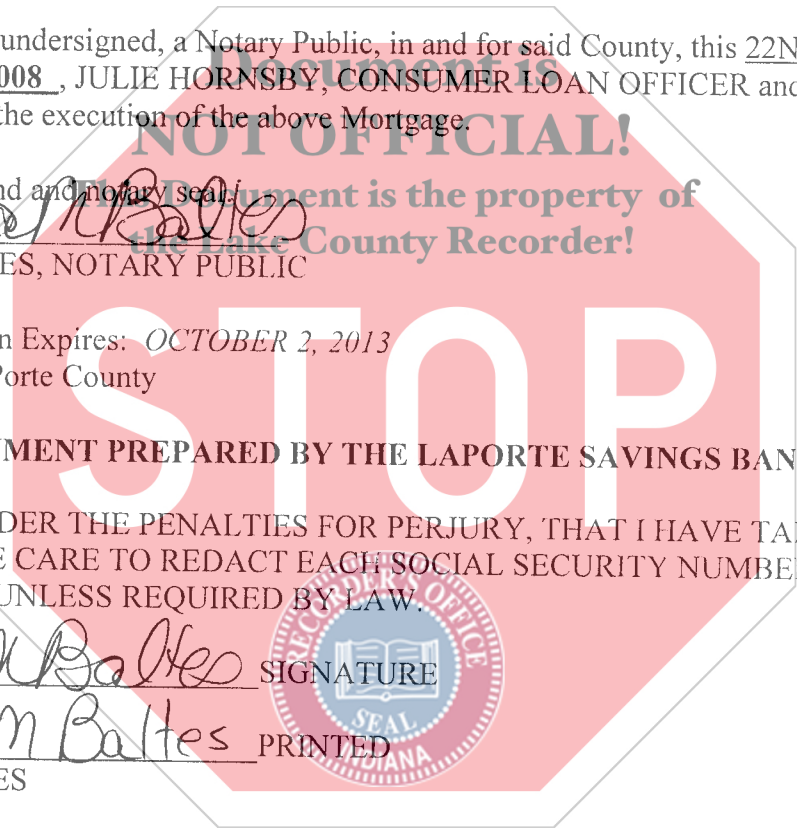 undersigned, a Notary Public, in and for said County, this 22N
Document is
008 , JULIE HORNSBY, CONSUMER LOAN OFFICER and
the execution of the above Mortgage.
NOT OFFICIAL!
nd and notary seal.
This Document is the property of
M Baltes
the Lake County Recorder!
ES, NOTARY PUBLIC
n Expires: OCTOBER 2, 2013
Porte County
STOP
MENT PREPARED BY THE LAPORTE SAVINGS BAN
DER THE PENALTIES FOR PERJURY, THAT I HAVE TA
E CARE TO REDACT EACH SOCIAL SECURITY NUMBE
UNLESS REQUIRED BY LAW.
RECORDER'S OFFICE
M Baltes SIGNATURE
SEAL
M Baltes PRINTED
INDIANA
ES